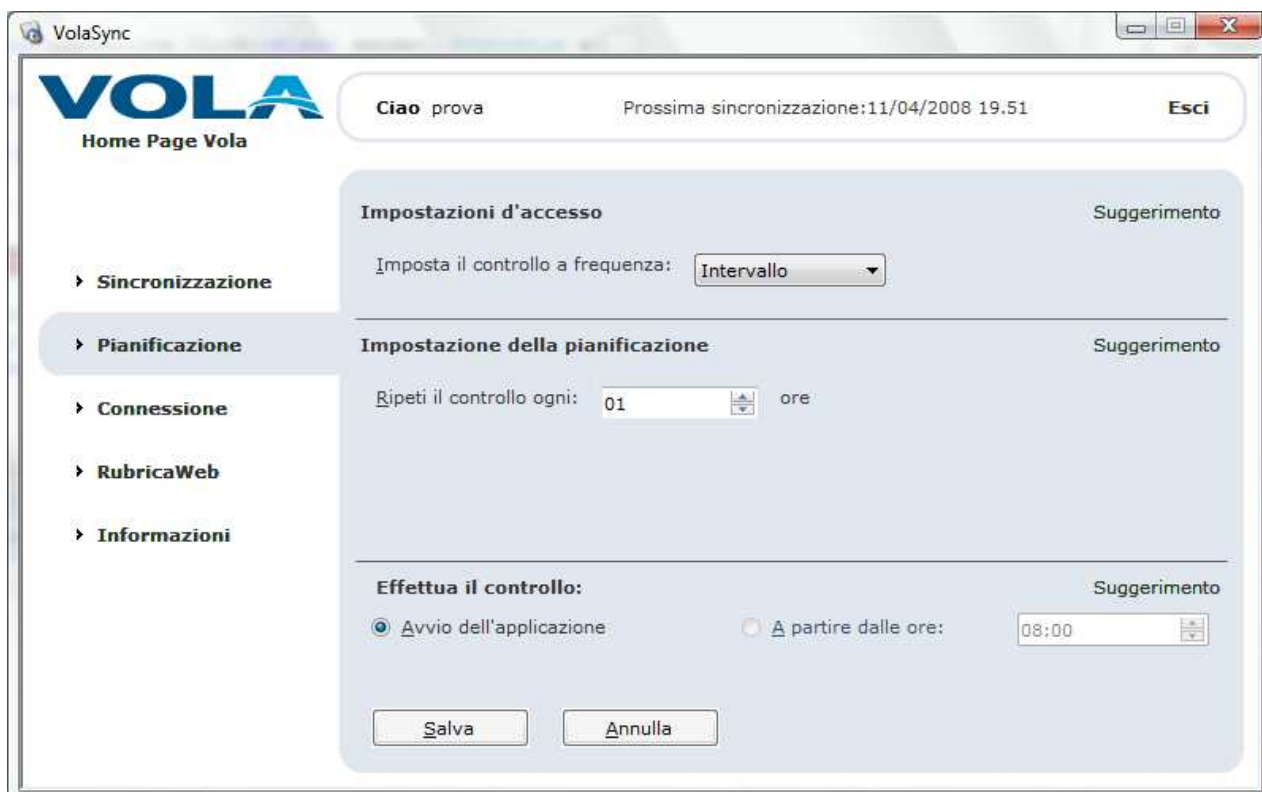 VolaSync
VOLA
Home Page Vola
Ciao prova
Prossima sincronizzazione:11/04/2008 19.51
Esci
Sincronizzazione
Pianificazione
Connessione
RubricaWeb
Informazioni
Impostazioni d'accesso
Suggerimento
Imposta il controllo a frequenza:
Intervallo
Impostazione della pianificazione
Suggerimento
Ripeti il controllo ogni:
01
ore
Effettua il controllo:
Suggerimento
Avvio dell'applicazione
A partire dalle ore:
08:00
Salva
Annulla